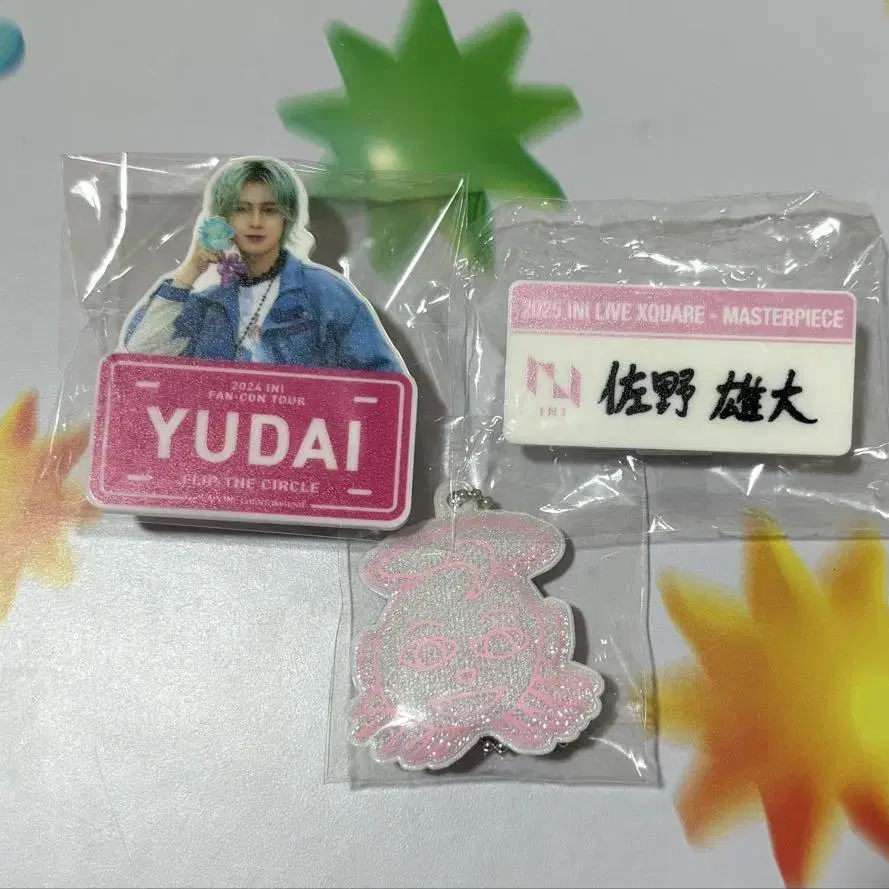 2024 INI
FAN-CON TOUR
YUDAI
FLIP THE CIRCLE
2025 INI LIVE XQUARE - MASTERPIECE
INI
佐野 雄大